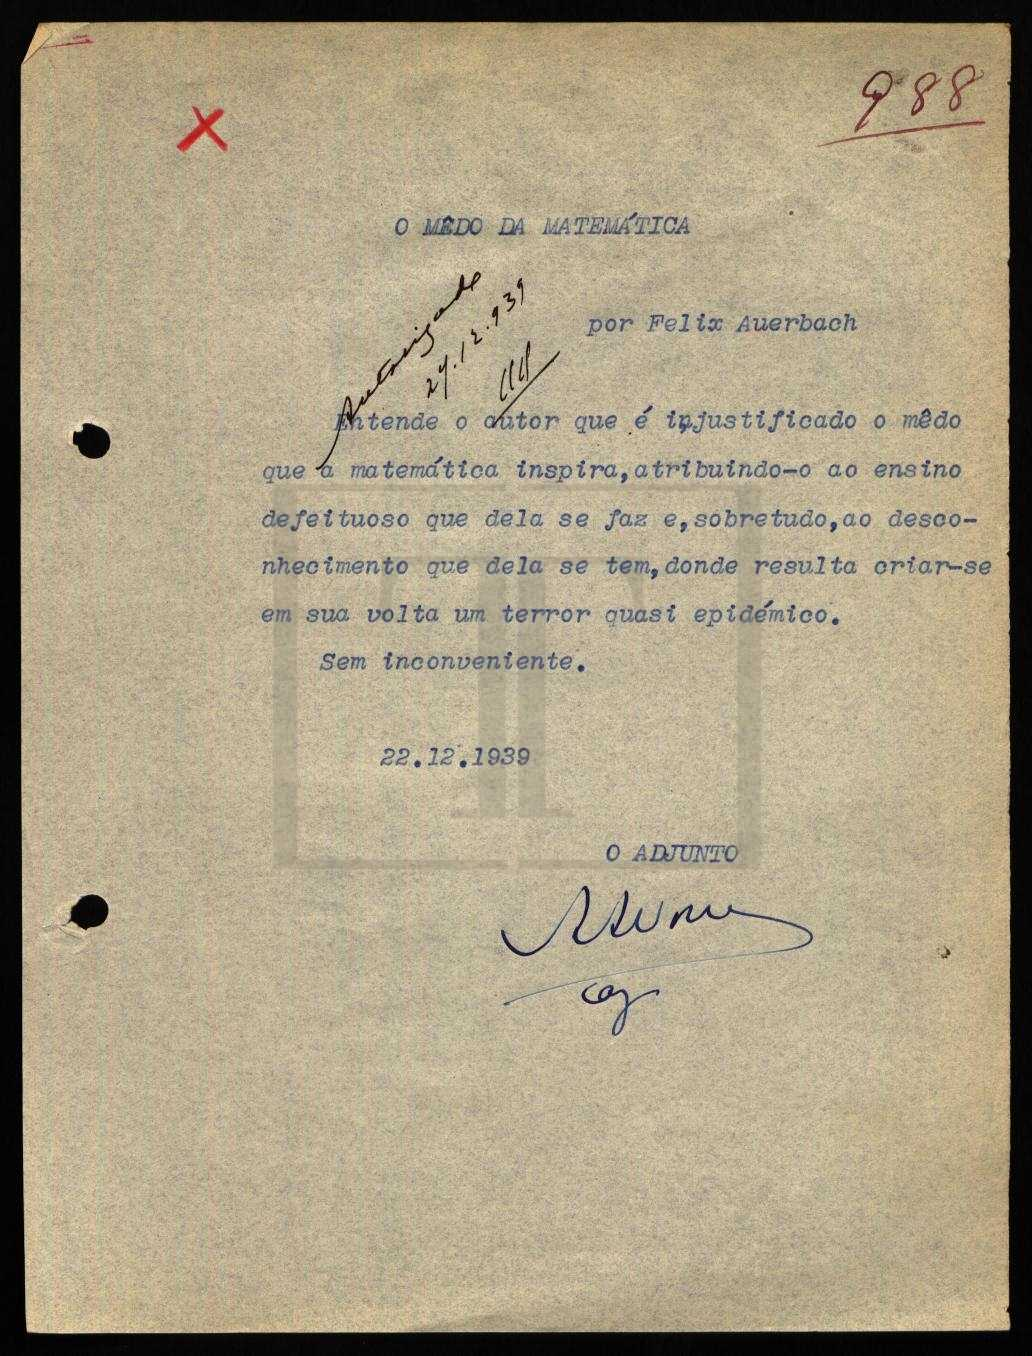 988
O MÊDO DA MATEMÁTICA
por Felix Auerbach
Autorizado
27.12.939
Entende o autor que é injustificado o mêdo
que a matemática inspira,atribuindo-o ao ensino
defeituoso que dela se faz e,sobretudo,ao desco-
nhecimento que dela se tem,donde resulta criar-se
em sua volta um terror quasi epidémico.
Sem inconveniente.
22.12.1939
O ADJUNTO